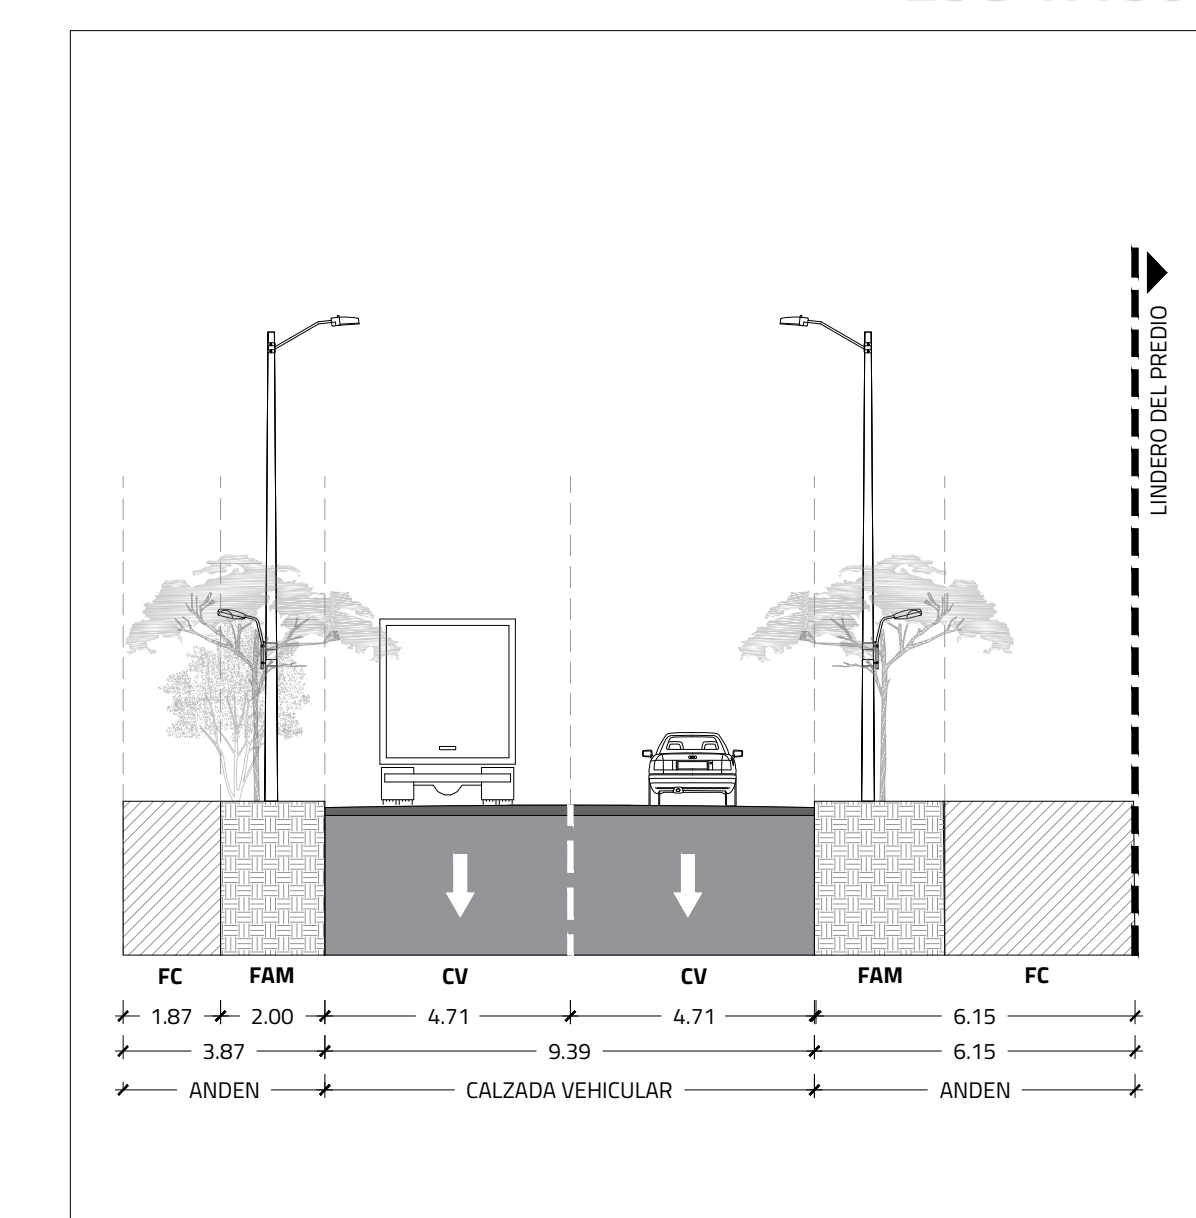 LINDERO DEL PREDIO
FC FAM CV CV FAM FC
1.87 2.00 4.71 4.71 6.15
3.87 9.39 6.15
ANDEN CALZADA VEHICULAR ANDEN